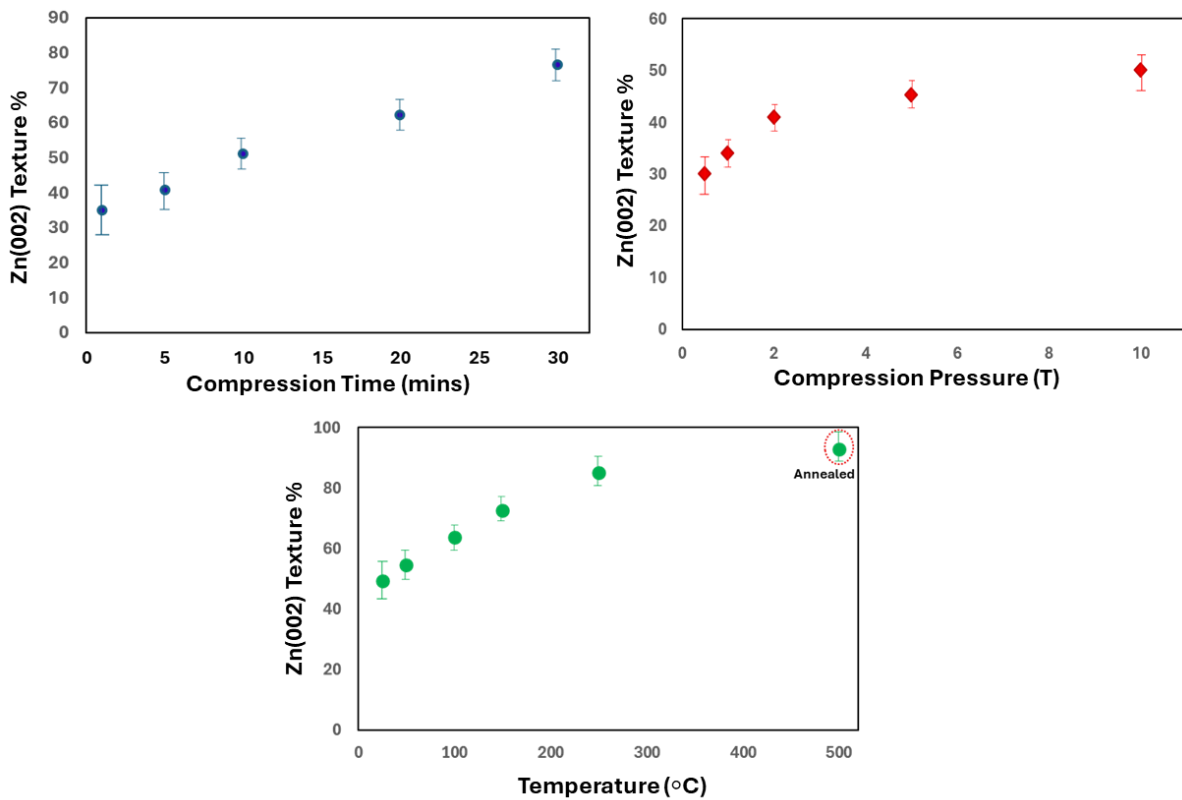 Zn(002) Texture %
90
80
70
60
50
40
30
20
10
0
0 5 10 15 20 25 30
Compression Time (mins)
Zn(002) Texture %
60
50
40
30
20
10
0
0 2 4 6 8 10
Compression Pressure (T)
Zn(002) Texture %
100
80
60
40
20
0
Annealed
0 100 200 300 400 500
Temperature (∘C)